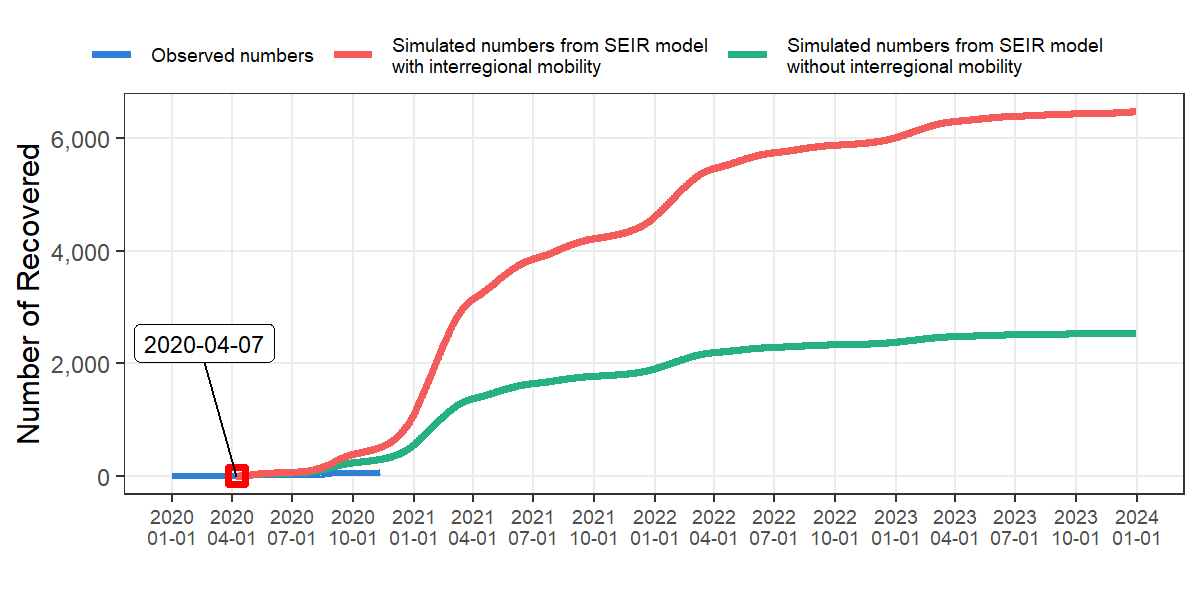 Observed numbers
Simulated numbers from SEIR model
with interregional mobility
Simulated numbers from SEIR model
without interregional mobility
Number of Recovered
6,000
4,000
2,000
0
2020-04-07
2020 2020 2020 2020 2021 2021 2021 2021 2022 2022 2022 2022 2023 2023 2023 2023 2024
01-01 04-01 07-01 10-01 01-01 04-01 07-01 10-01 01-01 04-01 07-01 10-01 01-01 04-01 07-01 10-01 01-01